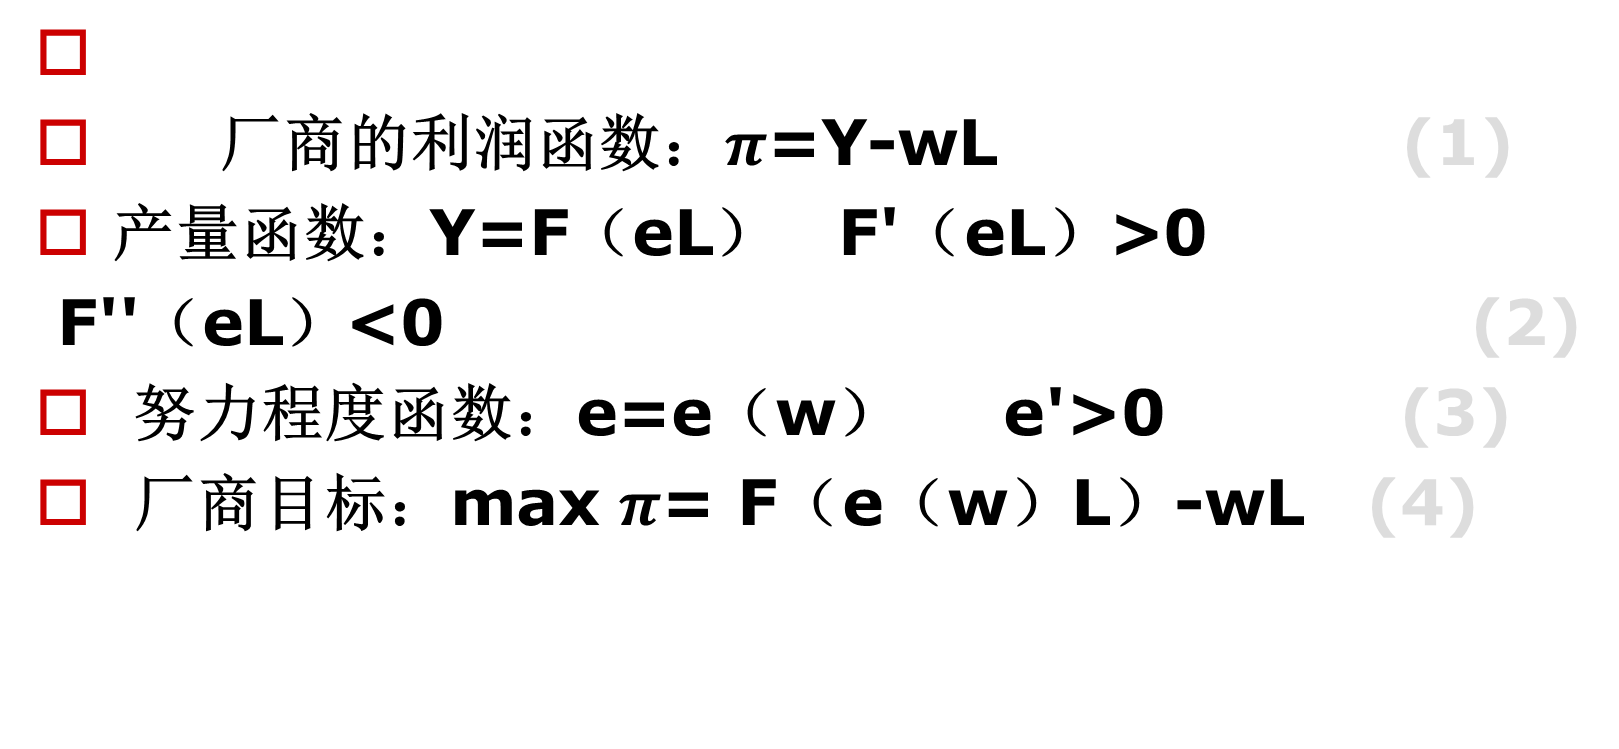 厂商的利润函数：π=Y-wL (1)
产量函数：Y=F（eL） F'（eL）>0
F''（eL）<0 (2)
努力程度函数：e=e（w） e'>0 (3)
厂商目标：max π= F（e（w）L）-wL (4)